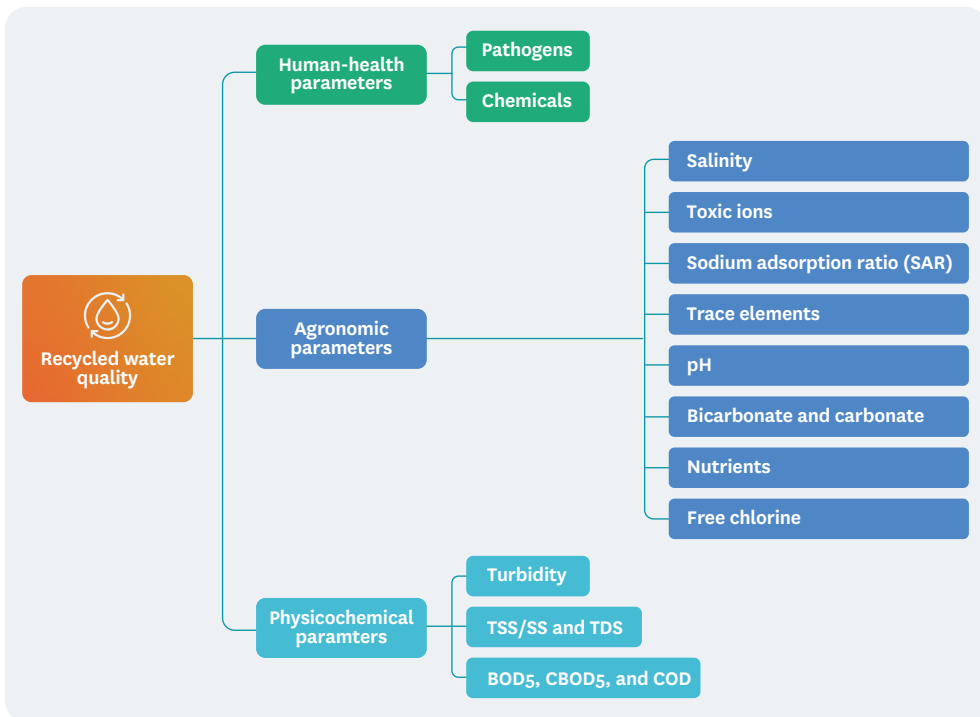 Human-health
parameters
Pathogens
Chemicals
Recycled water
quality
Agronomic
parameters
Salinity
Toxic ions
Sodium adsorption ratio (SAR)
Trace elements
pH
Bicarbonate and carbonate
Nutrients
Free chlorine
Physicochemical
paramters
Turbidity
TSS/SS and TDS
BOD5, CBOD5, and COD